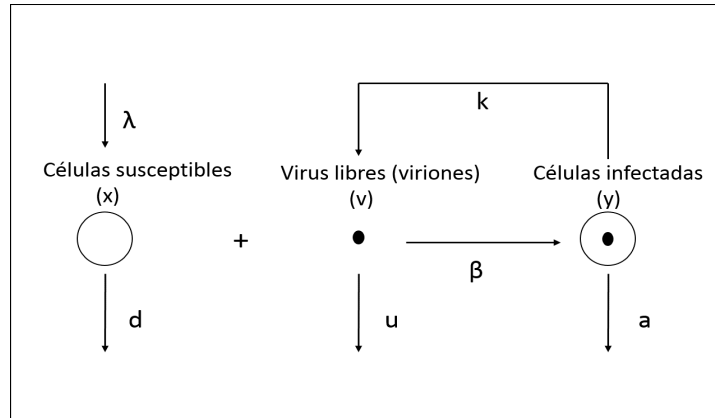 λ
k
Células susceptibles
(x)
Virus libres (viriones)
(v)
Células infectadas
(y)
+
β
d
u
a